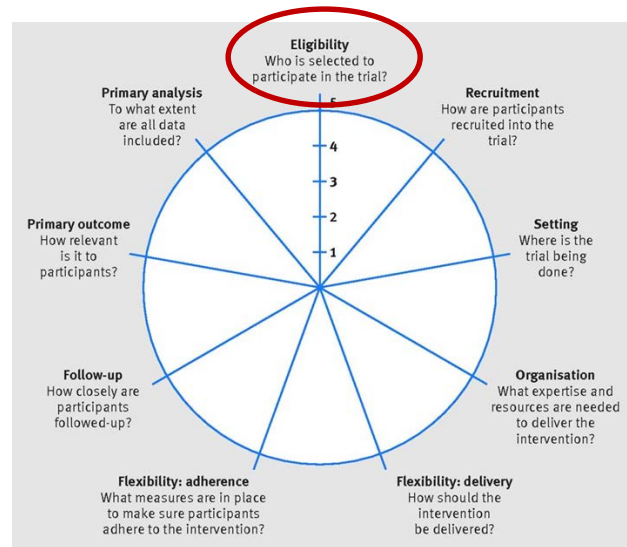 Eligibility
Who is selected to
participate in the trial?
Primary analysis
To what extent
are all data
included?
Recruitment
How are participants
recruited into the
trial?
5
4
3
2
1
Primary outcome
How relevant
is it to
participants?
Setting
Where is the
trial being
done?
Follow-up
How closely are
participants
followed-up?
Organisation
What expertise and
resources are needed
to deliver the
intervention?
Flexibility: adherence
What measures are in place
to make sure participants
adhere to the intervention?
Flexibility: delivery
How should the
intervention
be delivered?